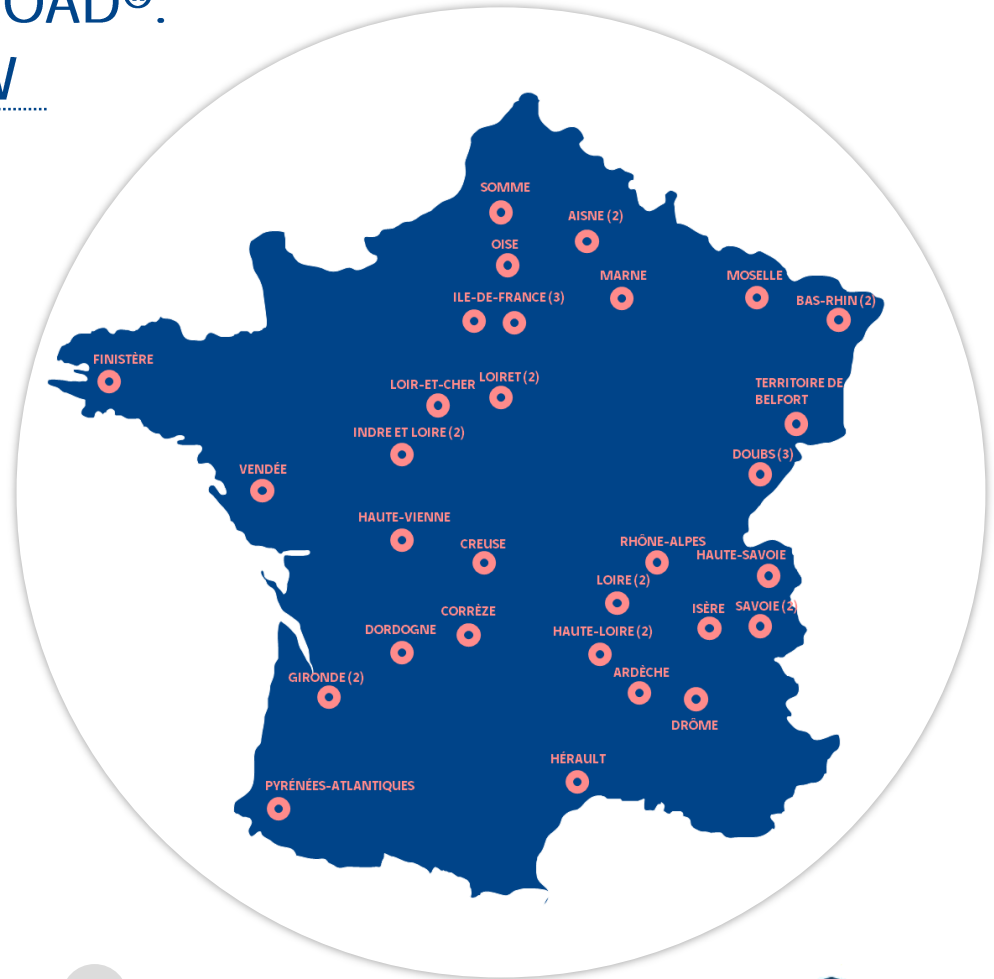 OAD®.
SOMME
AISNE (2)
OISE
MARNE
MOSELLE
ILE-DE-FRANCE (3)
BAS-RHIN (2)
FINISTÈRE
LOIR-ET-CHER
LOIRET (2)
TERRITOIRE DE
BELFORT
INDRE ET LOIRE (2)
DOUBS (3)
VENDÉE
HAUTE-VIENNE
CREUSE
RHÔNE-ALPES
HAUTE-SAVOIE
LOIRE (2)
ISÈRE
SAVOIE (2)
CORRÈZE
DORDOGNE
HAUTE-LOIRE (2)
ARDÈCHE
GIRONDE (2)
DRÔME
HÉRAULT
PYRÉNÉES-ATLANTIQUES